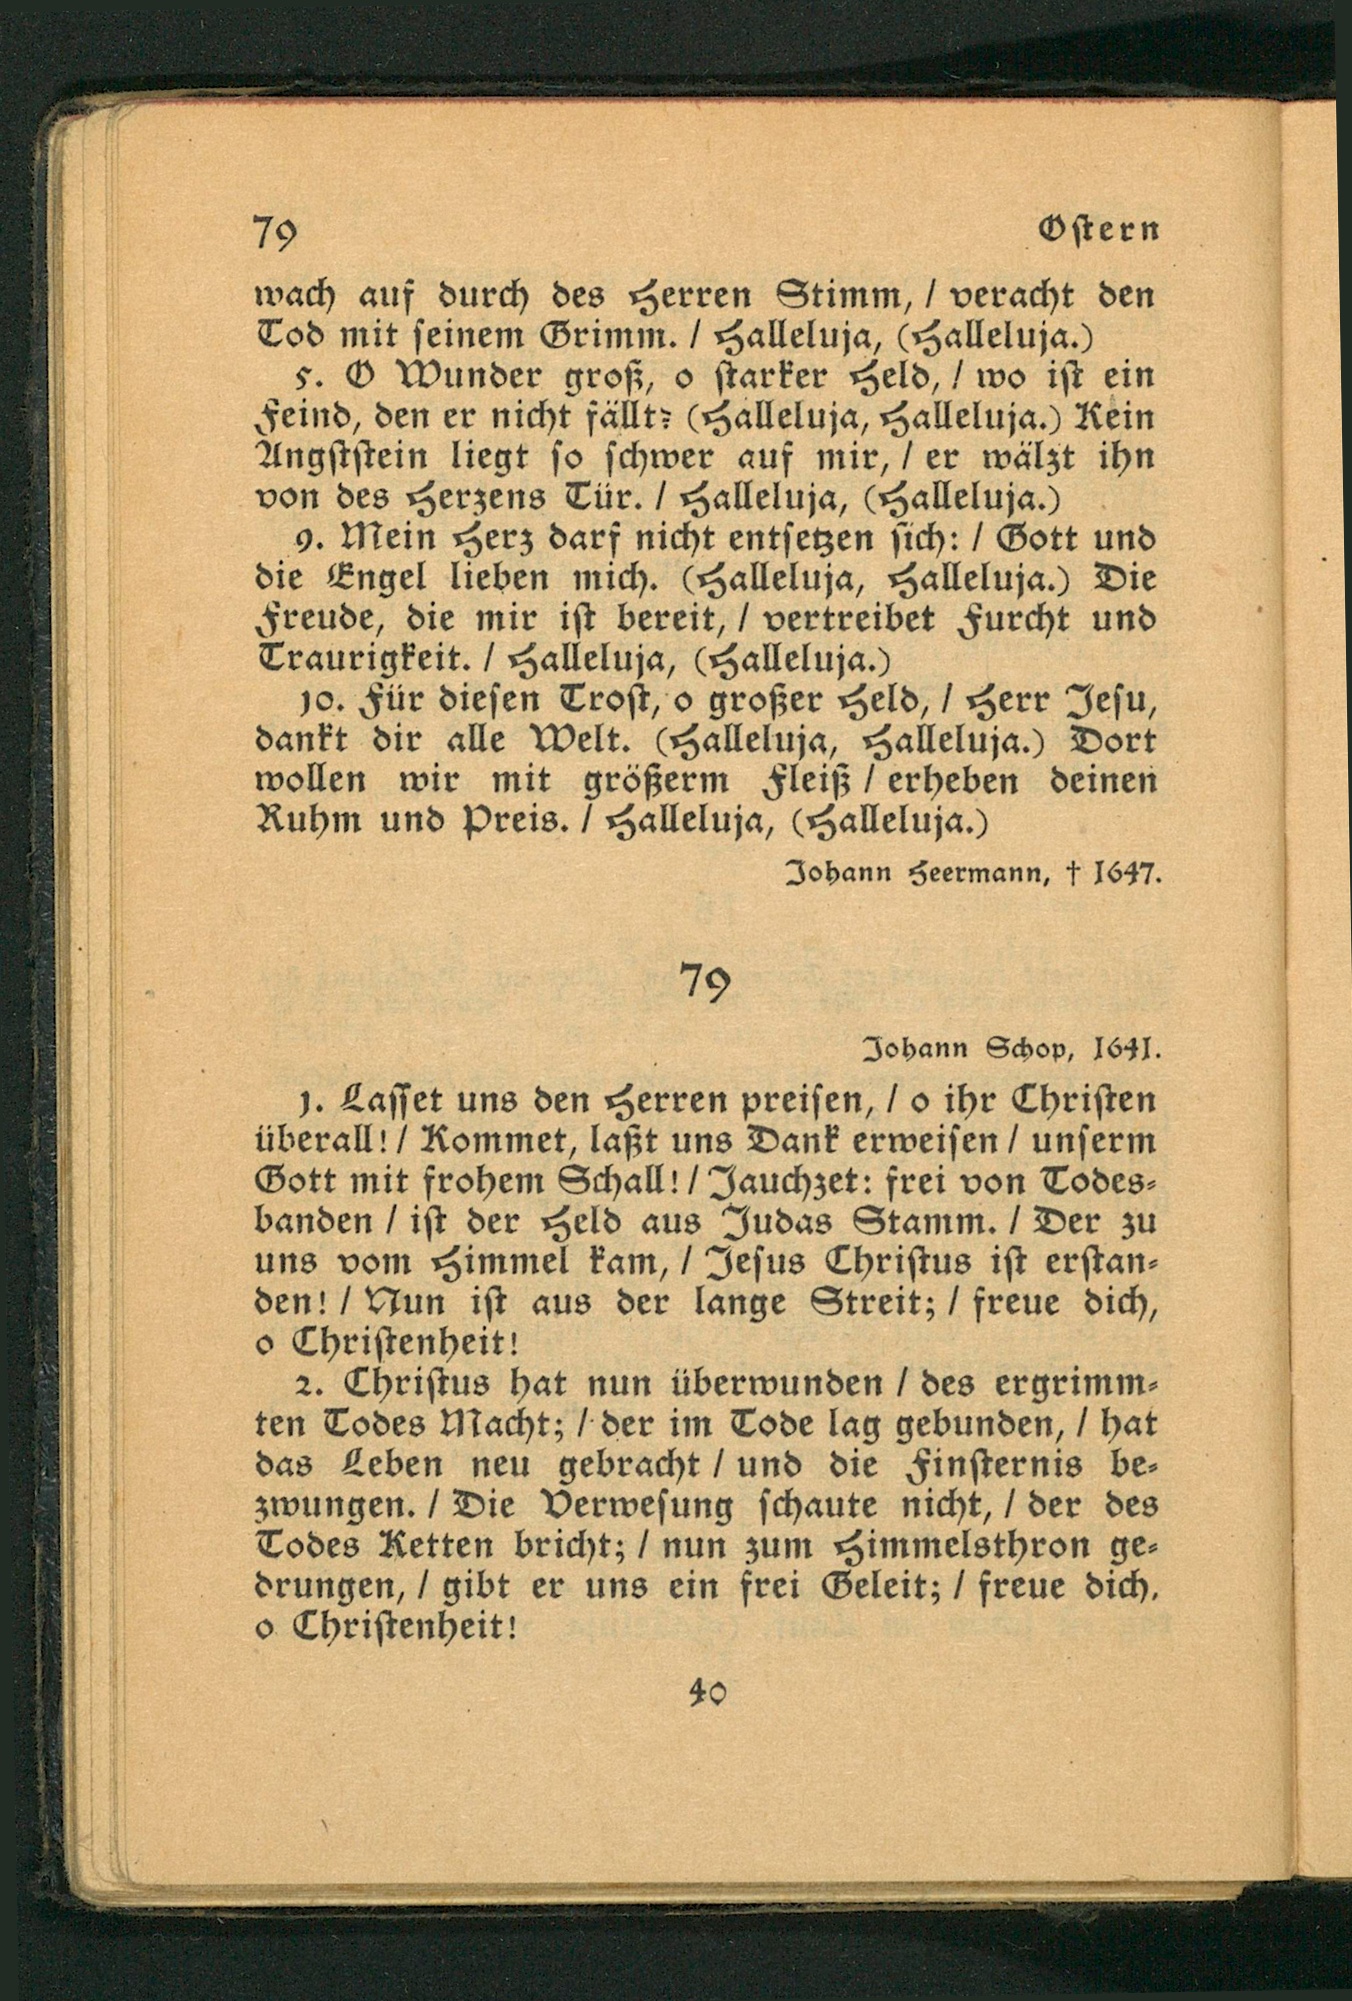 79 Ostern
wach auf durch des Herren Stimm, / veracht den
Tod mit seinem Grimm. / Halleluja, (Halleluja.)
5. O Wunder groß, o starker Held, / wo ist ein
Feind, den er nicht fällt? (Halleluja, Halleluja.) Kein
Angststein liegt so schwer auf mir, / er wälzt ihn
von des Herzens Tür. / Halleluja, (Halleluja.)
9. Mein Herz darf nicht entsetzen sich: / Gott und
die Engel lieben mich. (Halleluja, Halleluja.) Die
Freude, die mir ist bereit, / vertreibet Furcht und
Traurigkeit. / Halleluja, (Halleluja.)
10. Für diesen Trost, o großer Held, / Herr Jesu,
dankt dir alle Welt. (Halleluja, Halleluja.) Dort
wollen wir mit größerm Fleiß / erheben deinen
Ruhm und Preis. / Halleluja, (Halleluja.)
Johann Heermann, † 1647.
79
Johann Schop, 1641.
1. Lasset uns den Herren preisen, / o ihr Christen
überall! / Kommet, laßt uns Dank erweisen / unserm
Gott mit frohem Schall! / Jauchzet: frei von Todes-
banden / ist der Held aus Judas Stamm. / Der zu
uns vom Himmel kam, / Jesus Christus ist erstan-
den! / Nun ist aus der lange Streit; / freue dich,
o Christenheit!
2. Christus hat nun überwunden / des ergrimm-
ten Todes Macht; / der im Tode lag gebunden, / hat
das Leben neu gebracht / und die Finsternis be-
zwungen. / Die Verwesung schaute nicht, / der des
Todes Ketten bricht; / nun zum Himmelsthron ge-
drungen, / gibt er uns ein frei Geleit; / freue dich,
o Christenheit!
40